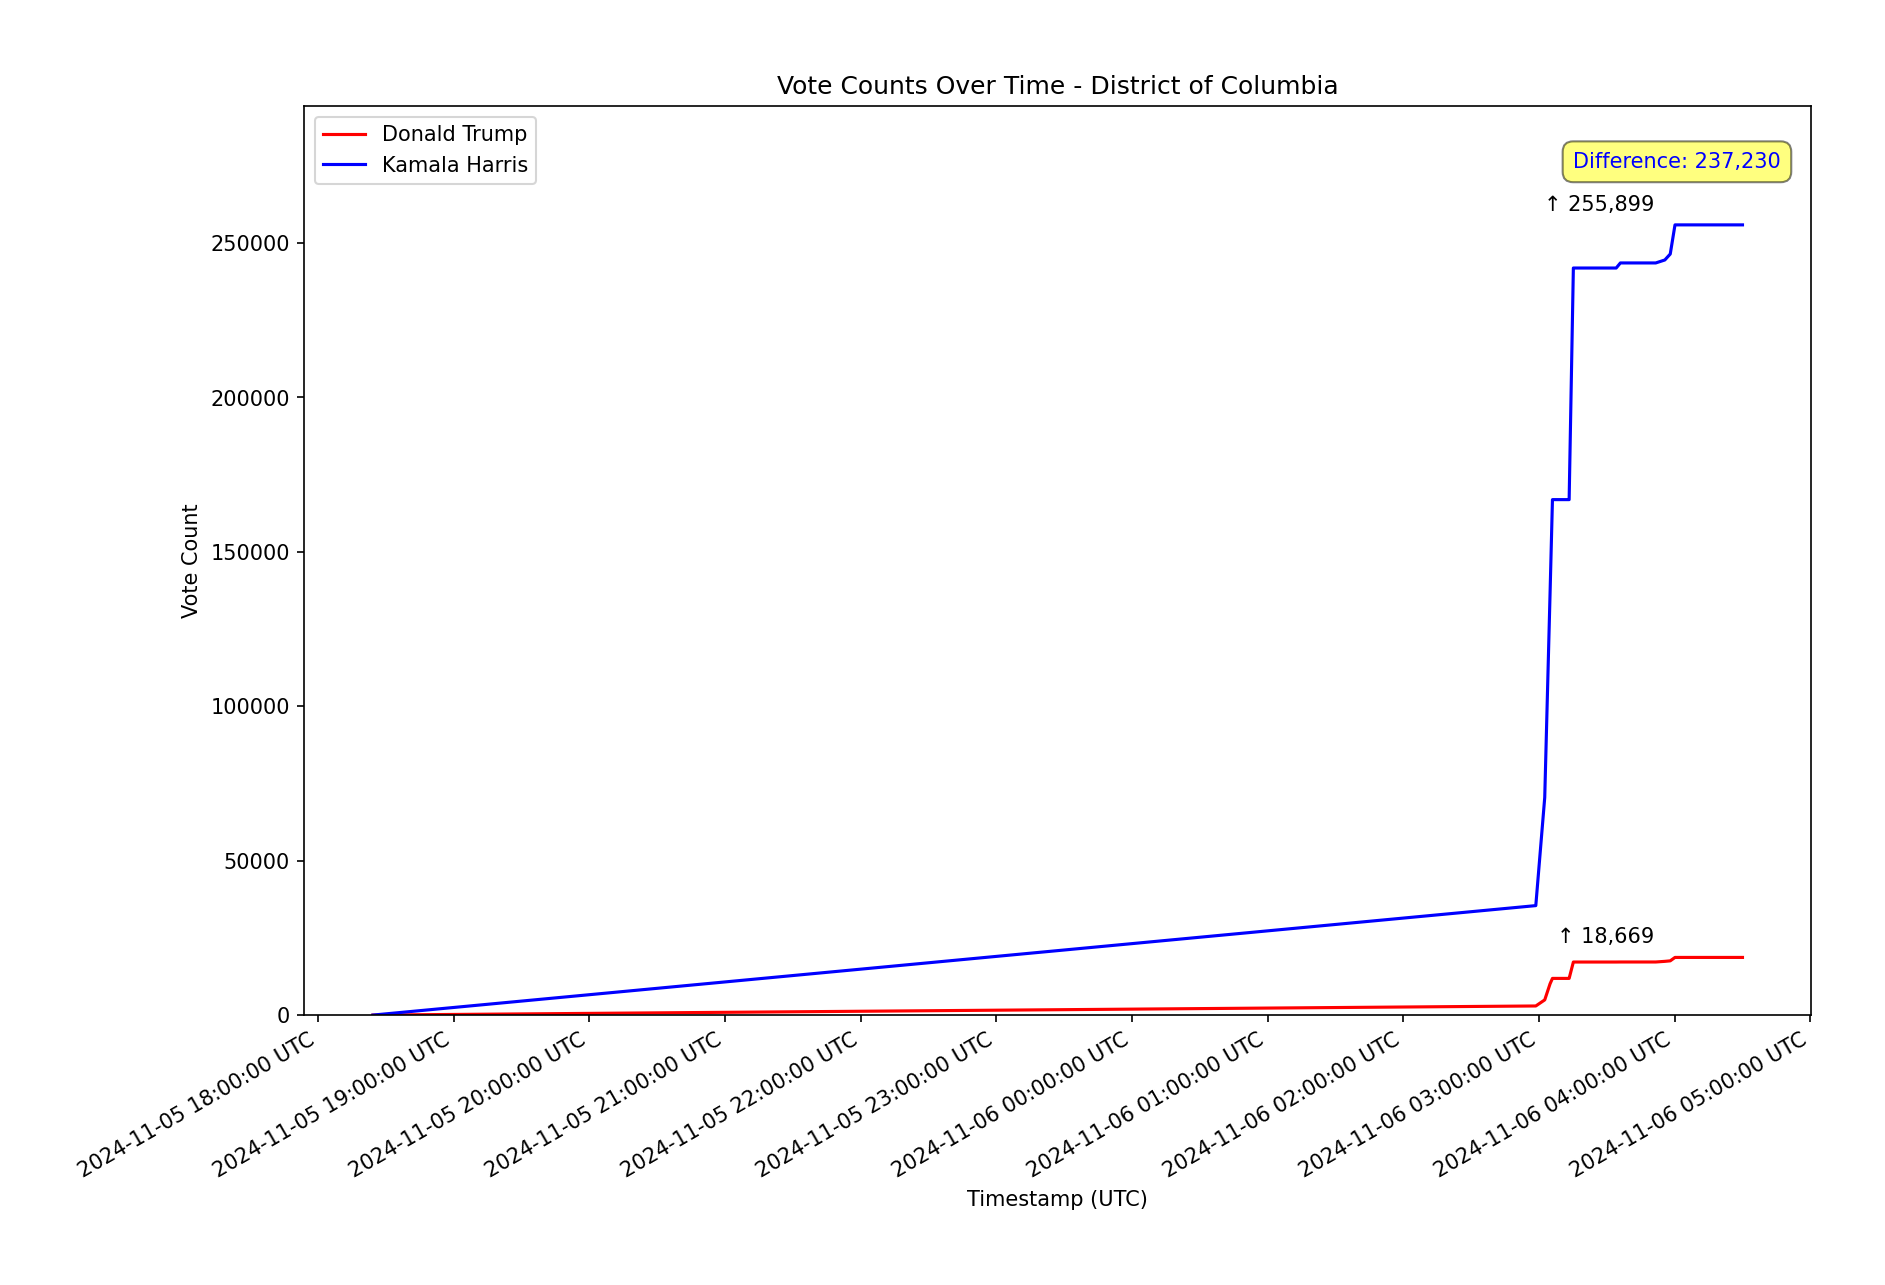 Vote Counts Over Time - District of Columbia
Donald Trump
Kamala Harris
Difference: 237,230
↑ 255,899
↑ 18,669
Vote Count
250000
200000
150000
100000
50000
0
2024-11-05 18:00:00 UTC
2024-11-05 19:00:00 UTC
2024-11-05 20:00:00 UTC
2024-11-05 21:00:00 UTC
2024-11-05 22:00:00 UTC
2024-11-05 23:00:00 UTC
2024-11-06 00:00:00 UTC
2024-11-06 01:00:00 UTC
2024-11-06 02:00:00 UTC
2024-11-06 03:00:00 UTC
2024-11-06 04:00:00 UTC
2024-11-06 05:00:00 UTC
Timestamp (UTC)